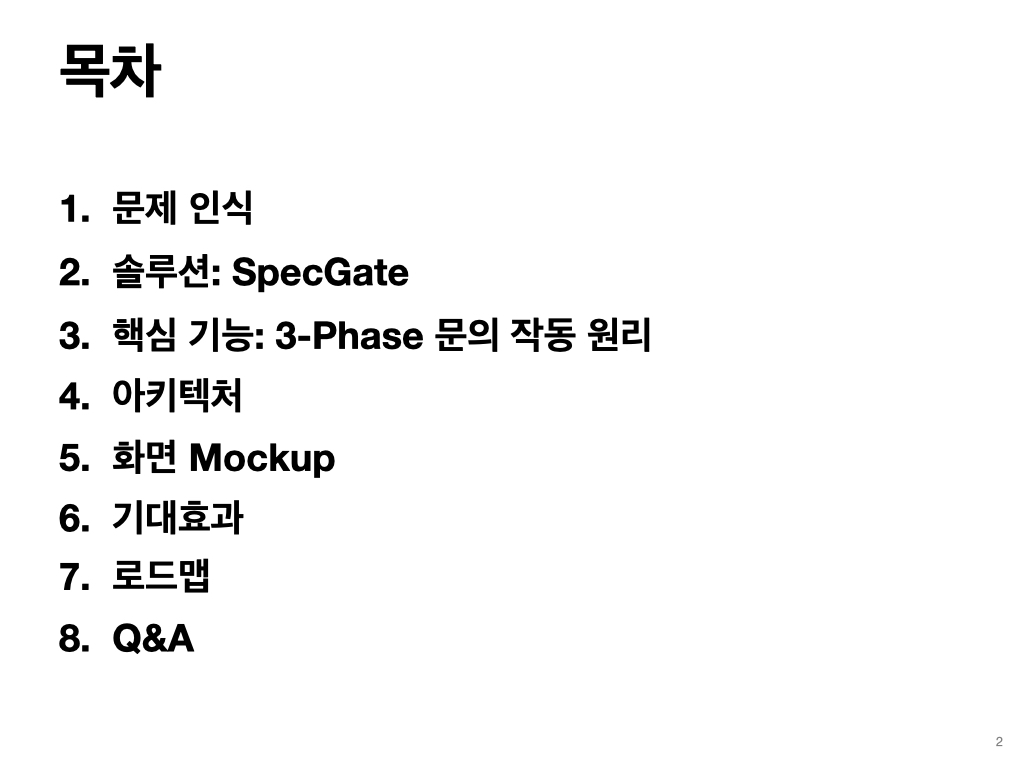 목차
1. 문제 인식
2. 솔루션: SpecGate
3. 핵심 기능: 3-Phase 문의 작동 원리
4. 아키텍처
5. 화면 Mockup
6. 기대효과
7. 로드맵
8. Q&A
2